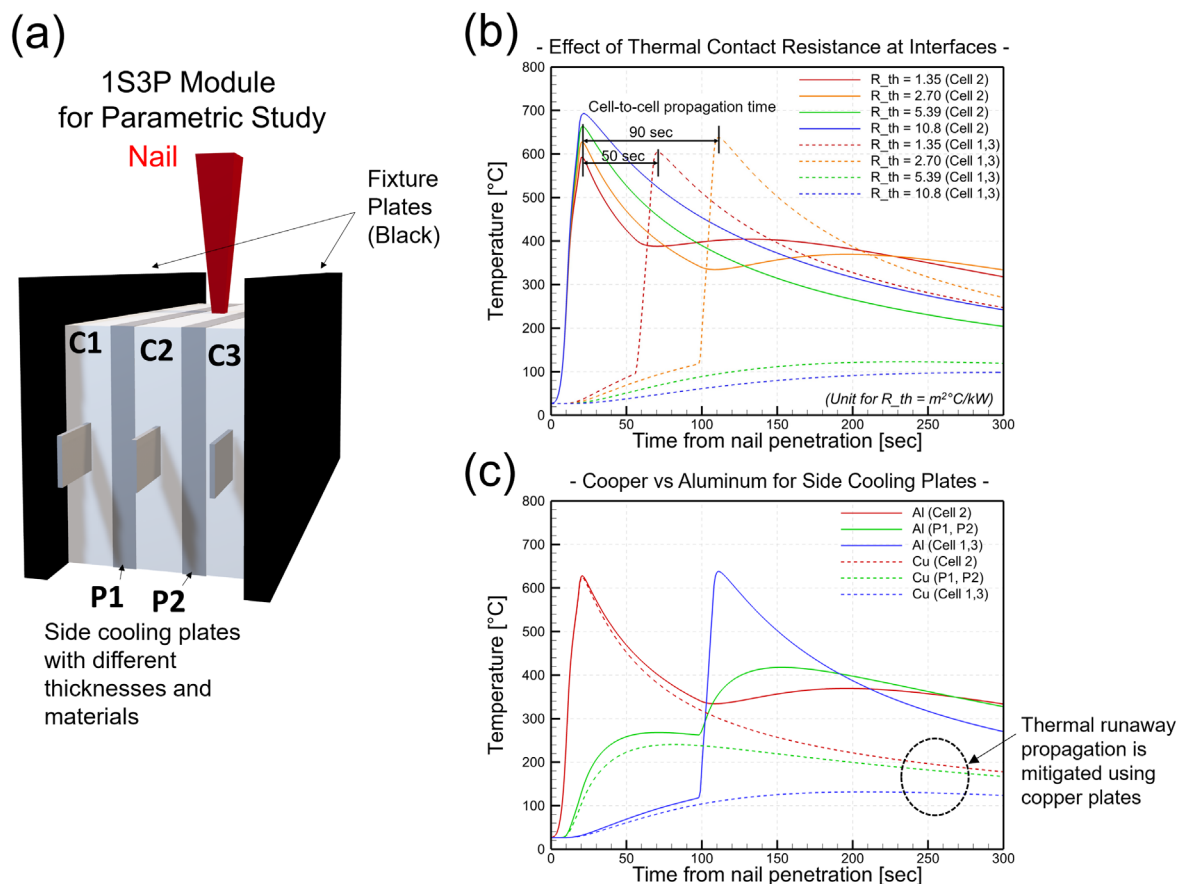 (a)
1S3P Module
for Parametric Study
Nail
Fixture
Plates
(Black)
C1
C2
C3
P1
P2
Side cooling plates
with different
thicknesses and
materials
(b)
- Effect of Thermal Contact Resistance at Interfaces -
Temperature [°C]
800
700
600
500
400
300
200
100
0
Cell-to-cell propagation time
90 sec
50 sec
R_th = 1.35 (Cell 2)
R_th = 2.70 (Cell 2)
R_th = 5.39 (Cell 2)
R_th = 10.8 (Cell 2)
R_th = 1.35 (Cell 1,3)
R_th = 2.70 (Cell 1,3)
R_th = 5.39 (Cell 1,3)
R_th = 10.8 (Cell 1,3)
(Unit for R_th = m²°C/kW)
0 50 100 150 200 250 300
Time from nail penetration [sec]
(c)
- Cooper vs Aluminum for Side Cooling Plates -
Temperature [°C]
800
700
600
500
400
300
200
100
0
Al (Cell 2)
Al (P1, P2)
Al (Cell 1,3)
Cu (Cell 2)
Cu (P1, P2)
Cu (Cell 1,3)
0 50 100 150 200 250 300
Time from nail penetration [sec]
Thermal runaway
propagation is
mitigated using
copper plates